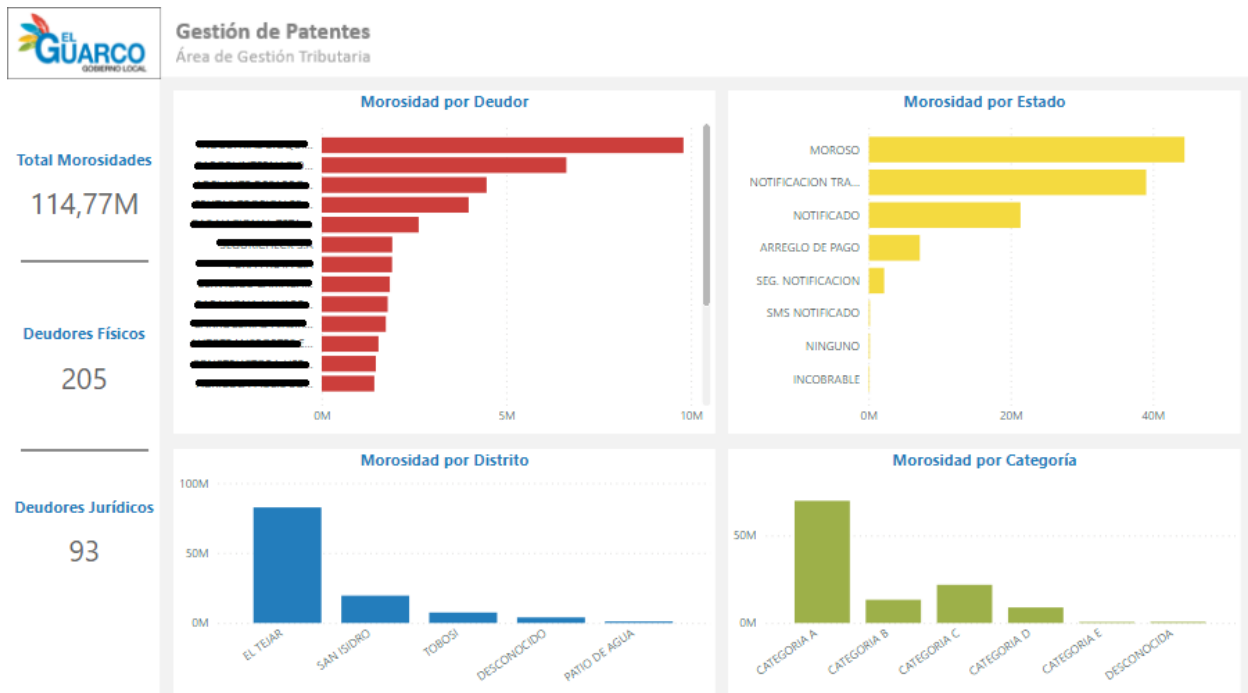 EL
GUARCO
GOBIERNO LOCAL
Gestión de Patentes
Área de Gestión Tributaria
Total Morosidades
114,77M
Deudores Físicos
205
Deudores Jurídicos
93
Morosidad por Deudor
0M
5M
10M
Morosidad por Estado
MOROSO
NOTIFICACION TRA...
NOTIFICADO
ARREGLO DE PAGO
SEG. NOTIFICACION
SMS NOTIFICADO
NINGUNO
INCOBRABLE
0M
20M
40M
Morosidad por Distrito
100M
50M
0M
EL TEJAR
SAN ISIDRO
TOBOSI
DESCONOCIDO
PATIO DE AGUA
Morosidad por Categoría
50M
0M
CATEGORIA A
CATEGORIA B
CATEGORIA C
CATEGORIA D
CATEGORIA E
DESCONOCIDA